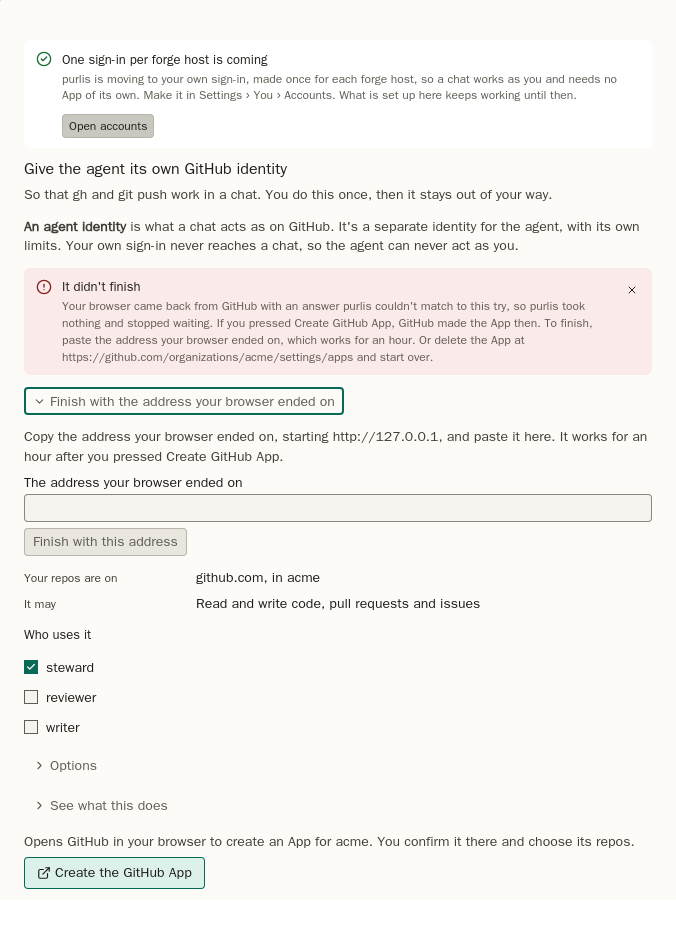 One sign-in per forge host is coming
purlis is moving to your own sign-in, made once for each forge host, so a chat works as you and needs no
App of its own. Make it in Settings › You › Accounts. What is set up here keeps working until then.
Open accounts
Give the agent its own GitHub identity
So that gh and git push work in a chat. You do this once, then it stays out of your way.
An agent identity is what a chat acts as on GitHub. It's a separate identity for the agent, with its own
limits. Your own sign-in never reaches a chat, so the agent can never act as you.
It didn't finish
Your browser came back from GitHub with an answer purlis couldn't match to this try, so purlis took
nothing and stopped waiting. If you pressed Create GitHub App, GitHub made the App then. To finish,
paste the address your browser ended on, which works for an hour. Or delete the App at
https://github.com/organizations/acme/settings/apps and start over.
Finish with the address your browser ended on
Copy the address your browser ended on, starting http://127.0.0.1, and paste it here. It works for an
hour after you pressed Create GitHub App.
The address your browser ended on
Finish with this address
Your repos are on github.com, in acme
It may Read and write code, pull requests and issues
Who uses it
steward
reviewer
writer
Options
See what this does
Opens GitHub in your browser to create an App for acme. You confirm it there and choose its repos.
Create the GitHub App